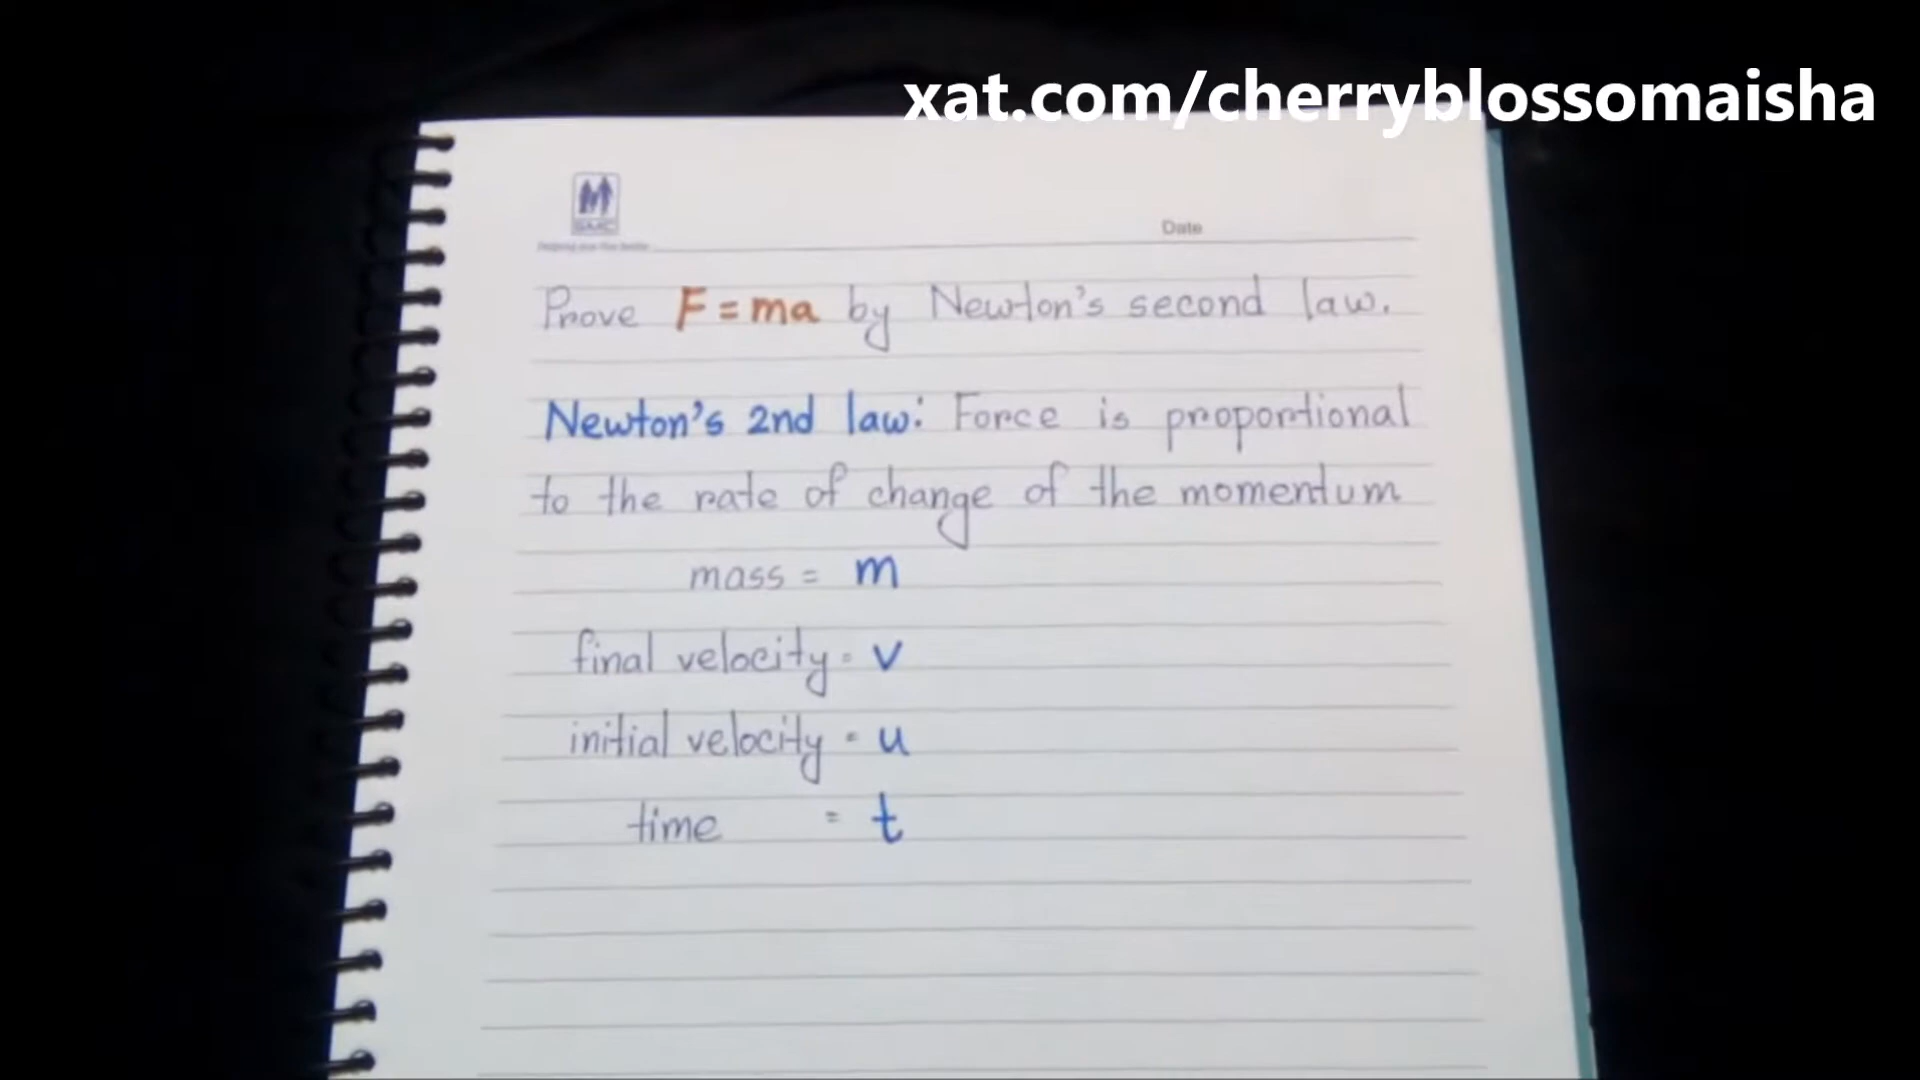 xat.com/cherryblossomaisha
SMC
Date
Prove F = ma by Newton's second law.
Newton's 2nd law: Force is proportional
to the rate of change of the momentum
mass = m
final velocity = v
initial velocity = u
time = t